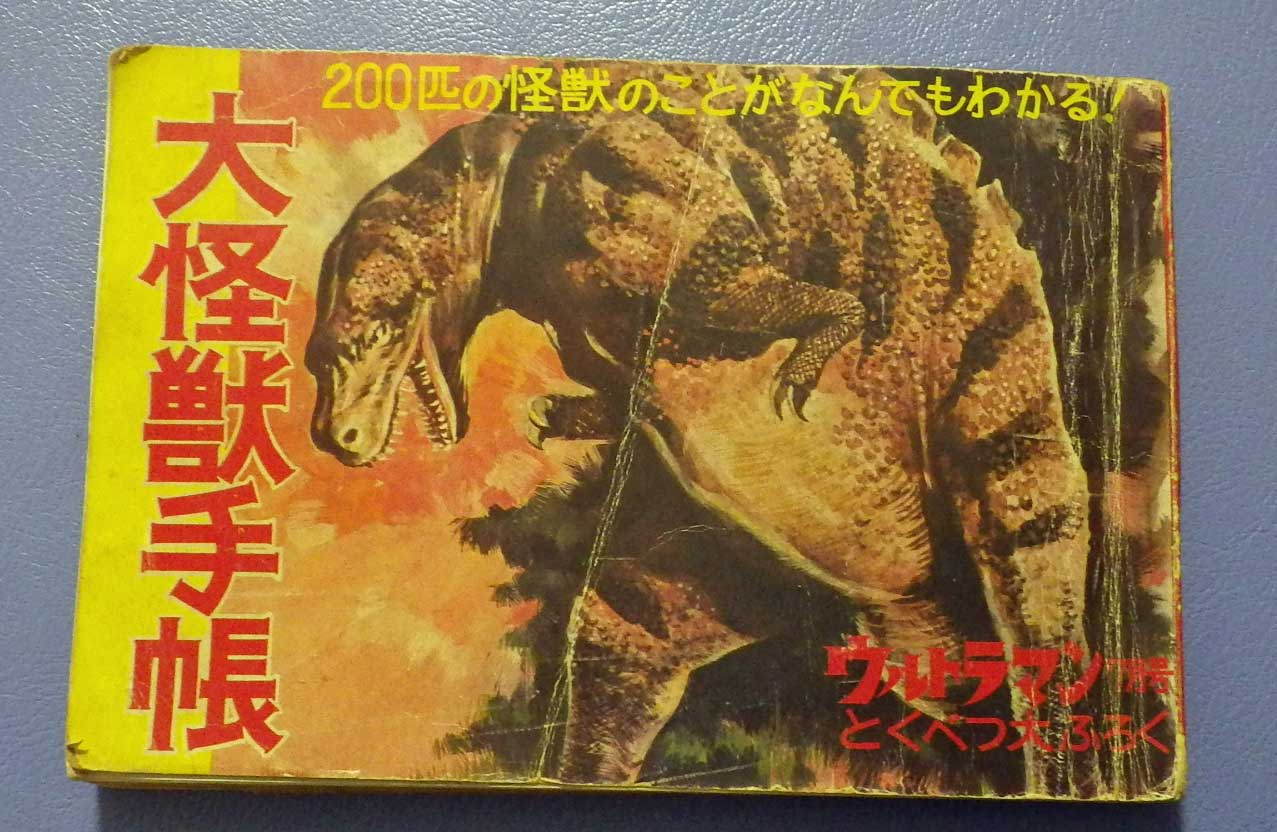 200匹の怪獣のことがなんでもわかる!
大怪獣手帳
ウルトラマン
とくべつ大ふろく